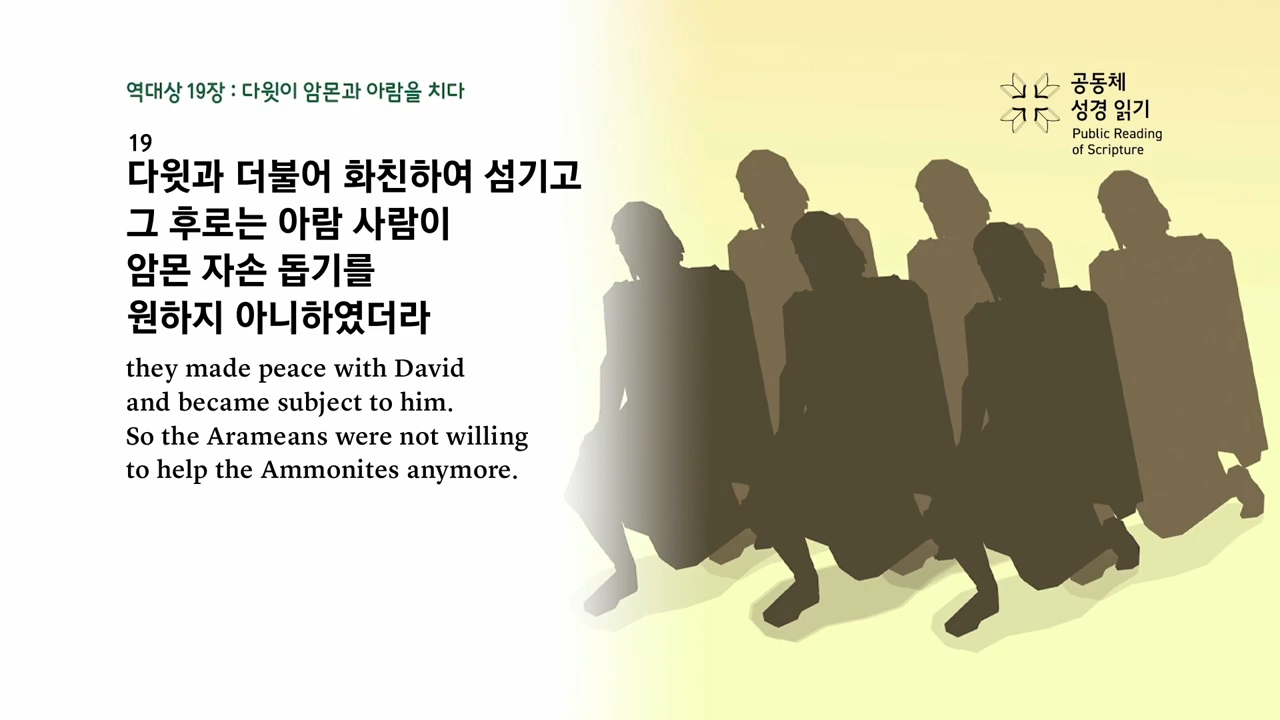 역대상 19장 : 다윗이 암몬과 아람을 치다
19
다윗과 더불어 화친하여 섬기고
그 후로는 아람 사람이
암몬 자손 돕기를
원하지 아니하였더라
they made peace with David
and became subject to him.
So the Arameans were not willing
to help the Ammonites anymore.
공동체
성경 읽기
Public Reading
of Scripture